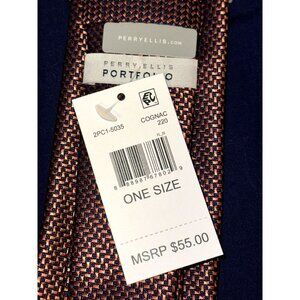 PERRYELLIS.COM
PERRY ELLIS
PORTFOLIO
2PC1-5035
COGNAC
220
ONE SIZE
MSRP $55.00